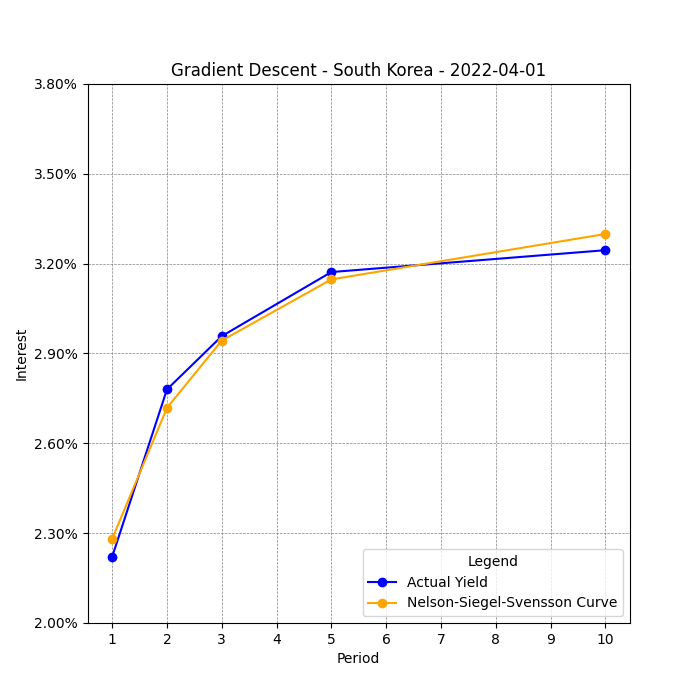 Gradient Descent - South Korea - 2022-04-01
3.80%
3.50%
3.20%
2.90%
2.60%
2.30%
2.00%
Interest
Legend
Actual Yield
Nelson-Siegel-Svensson Curve
1 2 3 4 5 6 7 8 9 10
Period